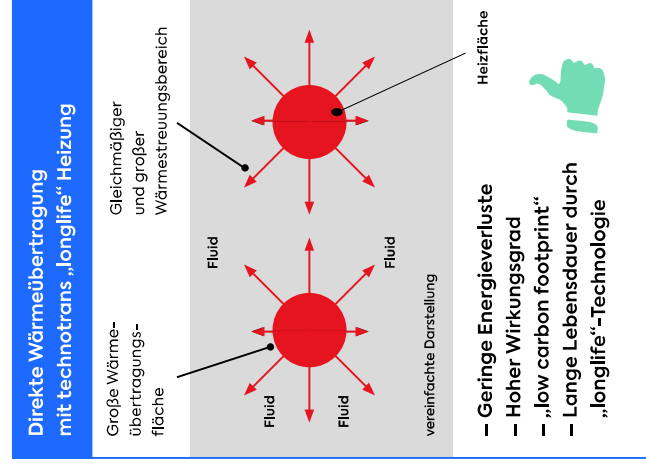 Direkte Wärmeübertragung
mit technotrans „longlife“ Heizung
Große Wärme-
übertragungs-
fläche
Gleichmäßiger
und großer
Wärmestreuungsbereich
Fluid
Fluid
Fluid
Fluid
vereinfachte Darstellung
Heizfläche
– Geringe Energieverluste
– Hoher Wirkungsgrad
– „low carbon footprint“
– Lange Lebensdauer durch
„longlife“-Technologie